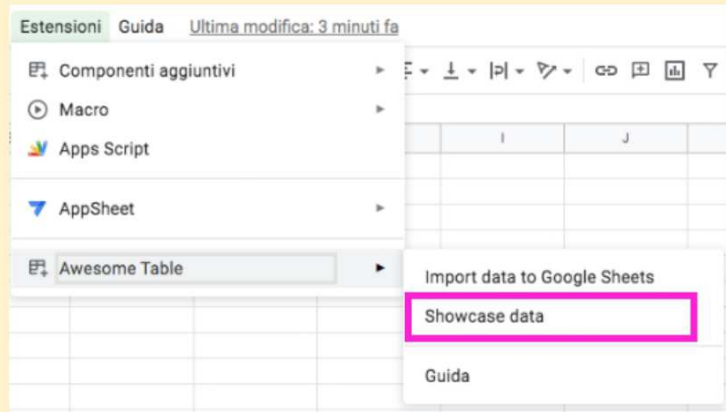 Estensioni Guida Ultima modifica: 3 minuti fa
Componenti aggiuntivi
Macro
I J
Apps Script
AppSheet
Awesome Table
Import data to Google Sheets
Showcase data
Guida